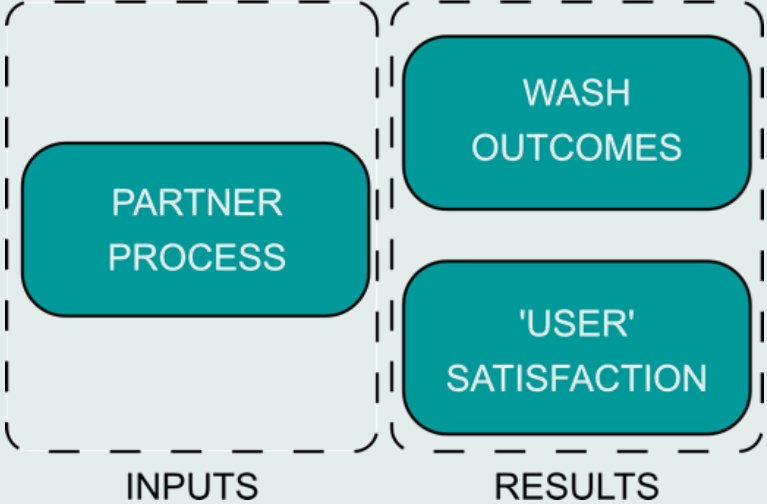 PARTNER
PROCESS
INPUTS
WASH
OUTCOMES
'USER'
SATISFACTION
RESULTS